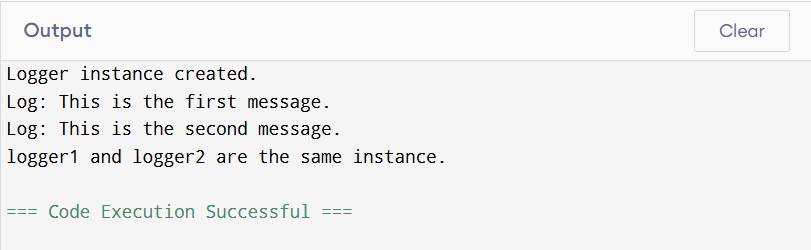 Output
Clear
Logger instance created.
Log: This is the first message.
Log: This is the second message.
logger1 and logger2 are the same instance.
=== Code Execution Successful ===